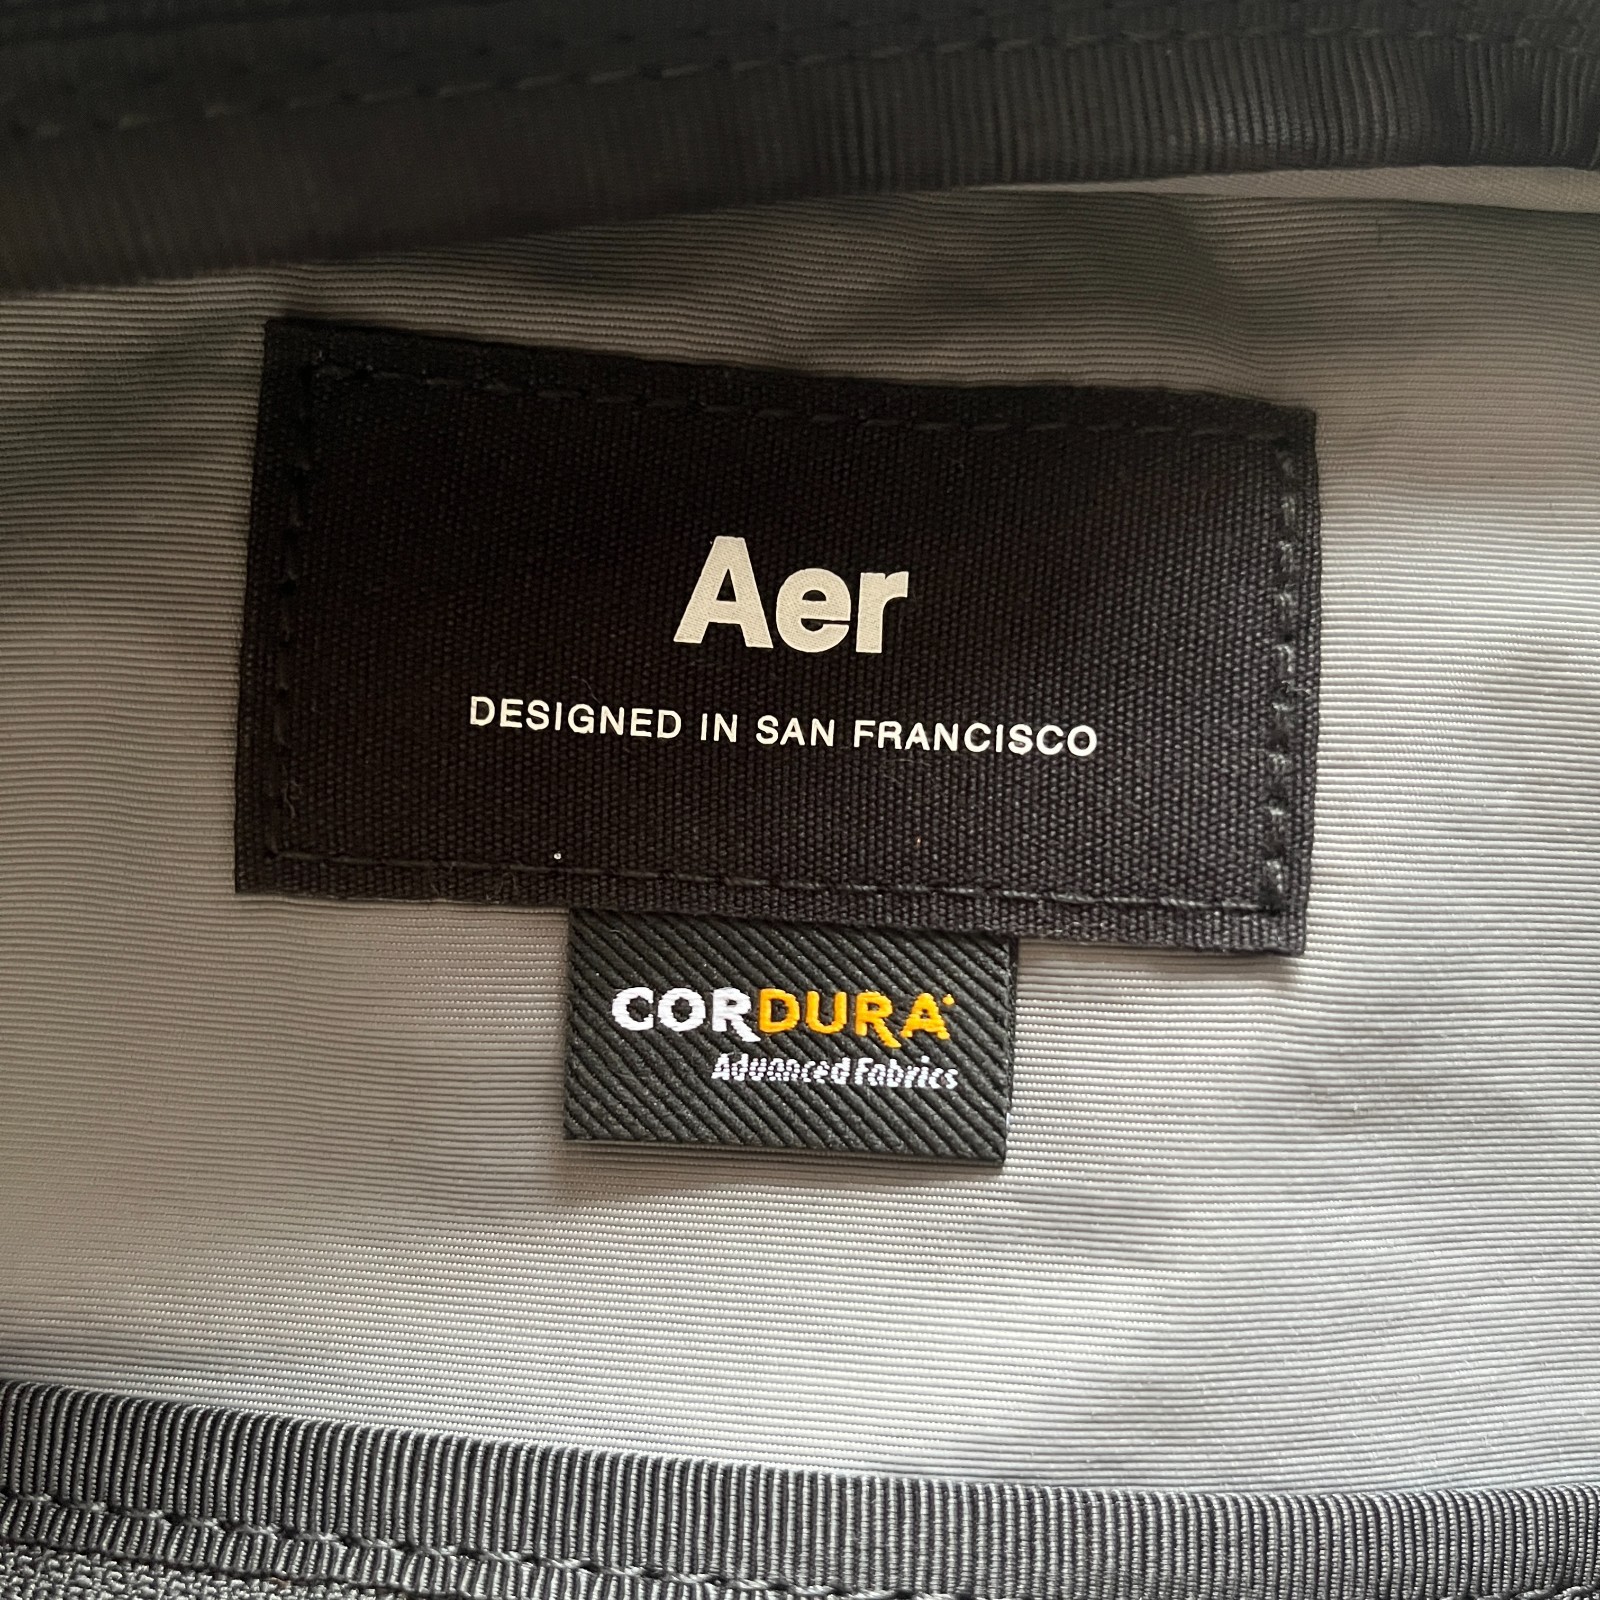 Aer
DESIGNED IN SAN FRANCISCO
CORDURA
Advanced Fabrics